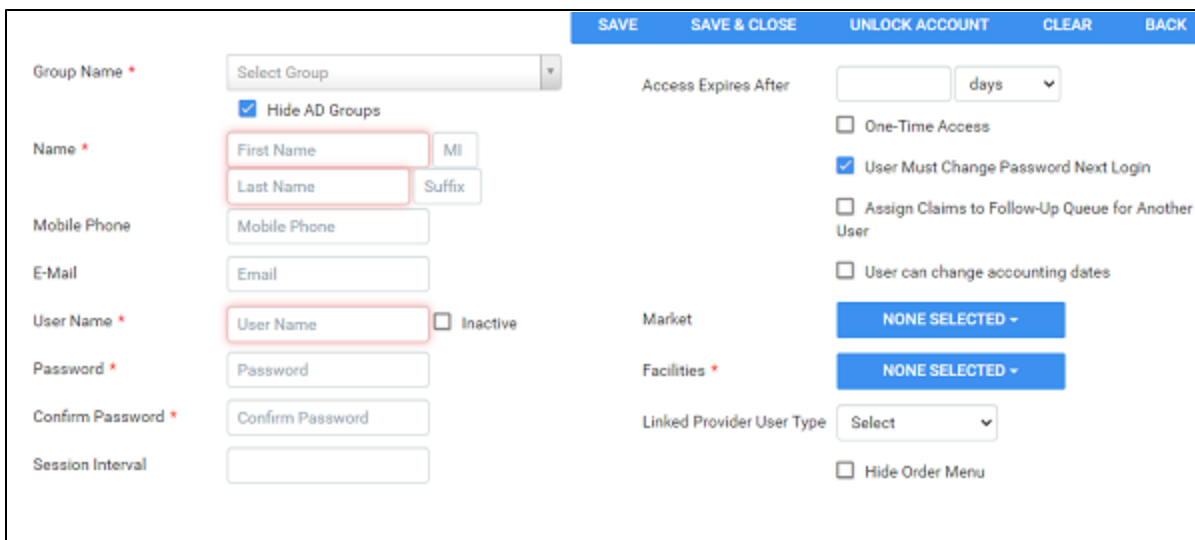 SAVE SAVE & CLOSE UNLOCK ACCOUNT CLEAR BACK
Group Name * Select Group
Hide AD Groups
Name * First Name MI
Last Name Suffix
Mobile Phone Mobile Phone
E-Mail Email
User Name * User Name Inactive
Password * Password
Confirm Password * Confirm Password
Session Interval
Access Expires After days
One-Time Access
User Must Change Password Next Login
Assign Claims to Follow-Up Queue for Another
User
User can change accounting dates
Market NONE SELECTED
Facilities * NONE SELECTED
Linked Provider User Type Select
Hide Order Menu